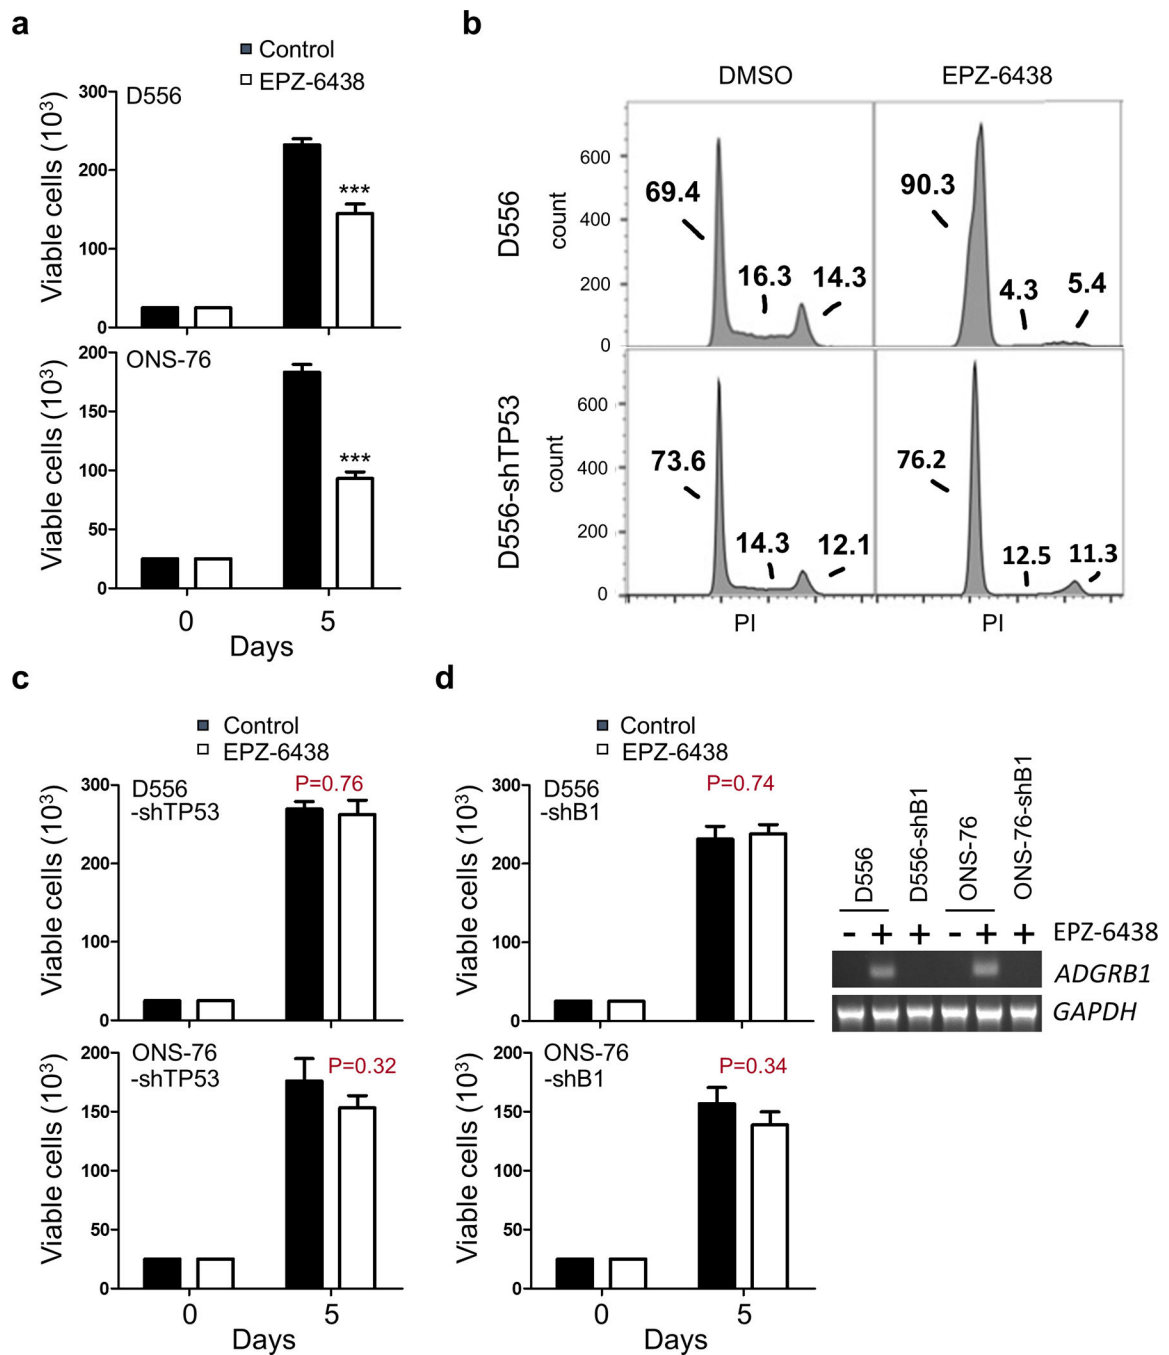 a
Control
EPZ-6438
D556
Viable cells (10³)
300
200
100
0
ONS-76
Viable cells (10³)
200
150
100
50
0
***
***
0 5
Days
b
DMSO EPZ-6438
D556
count
600
400
200
0
69.4
16.3 14.3
90.3
4.3 5.4
D556-shTP53
count
600
400
200
0
73.6
14.3 12.1
76.2
12.5 11.3
PI PI
c
Control
EPZ-6438
D556
-shTP53
P=0.76
Viable cells (10³)
300
200
100
0
ONS-76
-shTP53
P=0.32
Viable cells (10³)
200
150
100
50
0
0 5
Days
d
Control
EPZ-6438
D556
-shB1
P=0.74
Viable cells (10³)
300
200
100
0
ONS-76
-shB1
P=0.34
Viable cells (10³)
200
150
100
50
0
0 5
Days
D556
D556-shB1
ONS-76
ONS-76-shB1
- + + - + + EPZ-6438
ADGRB1
GAPDH